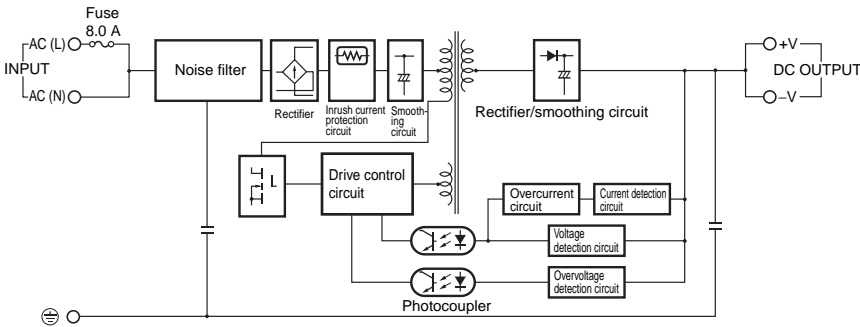 Fuse
8.0 A
AC (L)
INPUT
AC (N)
Noise filter
Rectifier
Inrush current
protection
circuit
Smooth-
ing
circuit
Rectifier/smoothing circuit
+V
DC OUTPUT
–V
Drive control
circuit
Overcurrent
circuit
Current detection
circuit
Voltage
detection circuit
Overvoltage
detection circuit
Photocoupler